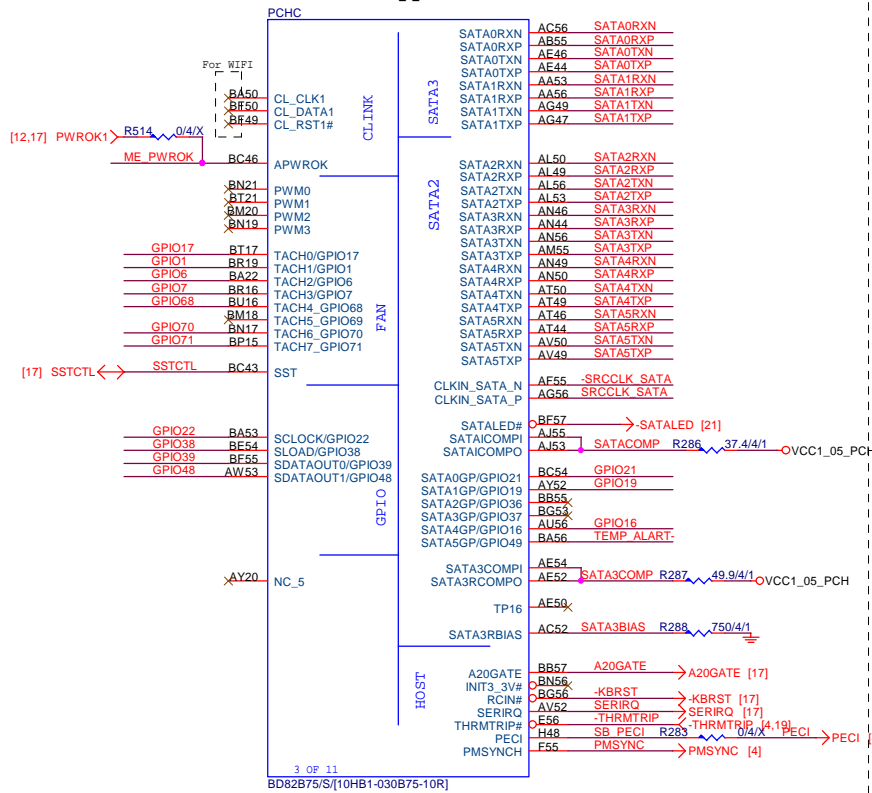 PCHC
For WIFI
BA50 CL_CLK1
BF50 CL_DATA1
BF49 CL_RST1#
[12,17] PWROK1 R514 0/4/X
ME_PWROK BC46 APWROK
BN21 PWM0
BT21 PWM1
BM20 PWM2
BN19 PWM3
GPIO17 BT17 TACH0/GPIO17
GPIO1 BR19 TACH1/GPIO1
GPIO6 BA22 TACH2/GPIO6
GPIO7 BR16 TACH3/GPIO7
GPIO68 BU16 TACH4_GPIO68
BM18 TACH5_GPIO69
GPIO70 BN17 TACH6_GPIO70
GPIO71 BP15 TACH7_GPIO71
[17] SSTCTL SSTCTL BC43 SST
GPIO22 BA53 SCLOCK/GPIO22
GPIO38 BE54 SLOAD/GPIO38
GPIO39 BF55 SDATAOUT0/GPIO39
GPIO48 AW53 SDATAOUT1/GPIO48
AY20 NC_5
CLINK
FAN
GPIO
SATA3
SATA2
HOST
SATA0RXN AC56 SATA0RXN
SATA0RXP AB55 SATA0RXP
SATA0TXN AE46 SATA0TXN
SATA0TXP AE44 SATA0TXP
SATA1RXN AA53 SATA1RXN
SATA1RXP AA56 SATA1RXP
SATA1TXN AG49 SATA1TXN
SATA1TXP AG47 SATA1TXP
SATA2RXN AL50 SATA2RXN
SATA2RXP AL49 SATA2RXP
SATA2TXN AL56 SATA2TXN
SATA2TXP AL53 SATA2TXP
SATA3RXN AN46 SATA3RXN
SATA3RXP AN44 SATA3RXP
SATA3TXN AN56 SATA3TXN
SATA3TXP AM55 SATA3TXP
SATA4RXN AN49 SATA4RXN
SATA4RXP AN50 SATA4RXP
SATA4TXN AT50 SATA4TXN
SATA4TXP AT49 SATA4TXP
SATA5RXN AT46 SATA5RXN
SATA5RXP AT44 SATA5RXP
SATA5TXN AV50 SATA5TXN
SATA5TXP AV49 SATA5TXP
CLKIN_SATA_N AF55 -SRCCLK_SATA
CLKIN_SATA_P AG56 SRCCLK_SATA
SATALED# BF57 -SATALED [21]
SATAICOMPI AJ55
SATAICOMPO AJ53 SATACOMP R286 37.4/4/1 VCC1_05_PCH
SATA0GP/GPIO21 BC54 GPIO21
SATA1GP/GPIO19 AY52 GPIO19
SATA2GP/GPIO36 BB55
SATA3GP/GPIO37 BG53
SATA4GP/GPIO16 AU56 GPIO16
SATA5GP/GPIO49 BA56 TEMP_ALART-
SATA3COMPI AE54
SATA3RCOMPO AE52 SATA3COMP R287 49.9/4/1 VCC1_05_PCH
TP16 AE50
SATA3RBIAS AC52 SATA3BIAS R288 750/4/1
A20GATE BB57 A20GATE A20GATE [17]
INIT3_3V# BN56
RCIN# BG56 -KBRST -KBRST [17]
SERIRQ AV52 SERIRQ SERIRQ [17]
THRMTRIP# E56 -THRMTRIP -THRMTRIP [4,19]
PECI H48 SB_PECI R283 0/4/X PECI PECI [
PMSYNCH F55 PMSYNC PMSYNC [4]
3 OF 11
BD82B75/S/[10HB1-030B75-10R]